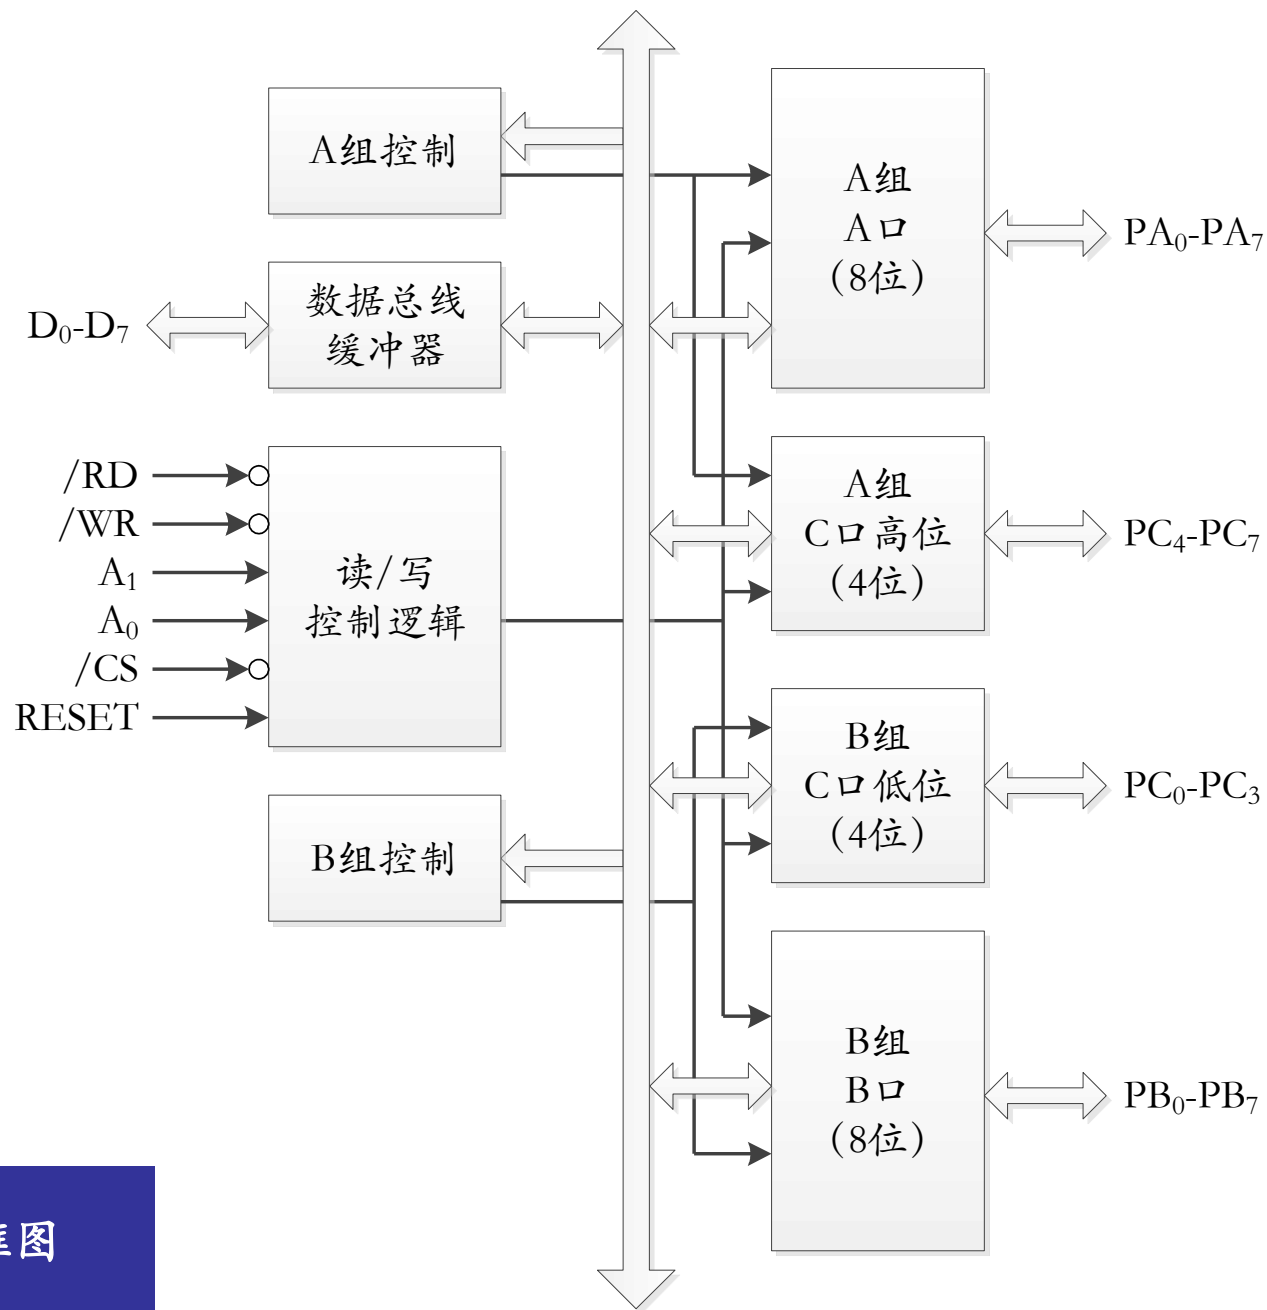 A组控制
数据总线
缓冲器
D₀-D₇
/RD
/WR
A₁
A₀
/CS
RESET
读/写
控制逻辑
B组控制
A组
A口
(8位)
PA₀-PA₇
A组
C口高位
(4位)
PC₄-PC₇
B组
C口低位
(4位)
PC₀-PC₃
B组
B口
(8位)
PB₀-PB₇
图